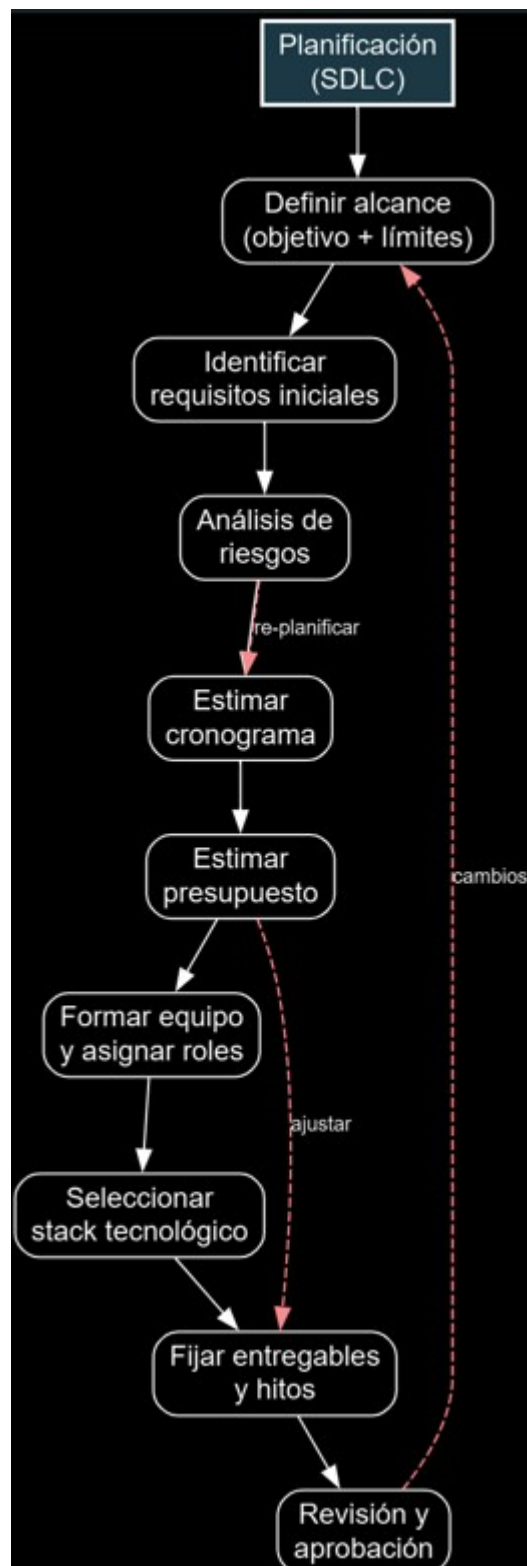 Planificación
(SDLC)
Definir alcance
(objetivo + límites)
Identificar
requisitos iniciales
Análisis de
riesgos
re-planificar
Estimar
cronograma
Estimar
presupuesto
cambios
Formar equipo
y asignar roles
ajustar
Seleccionar
stack tecnológico
Fijar entregables
y hitos
Revisión y
aprobación